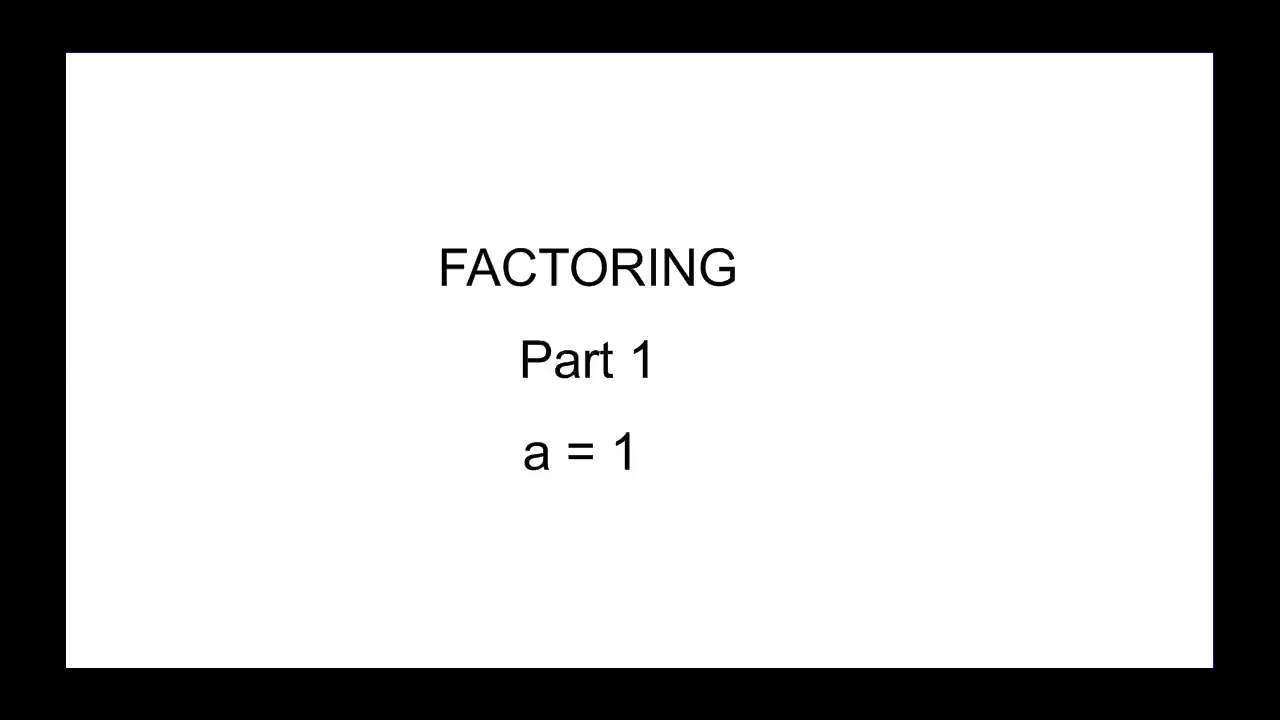 FACTORING
Part 1
a = 1